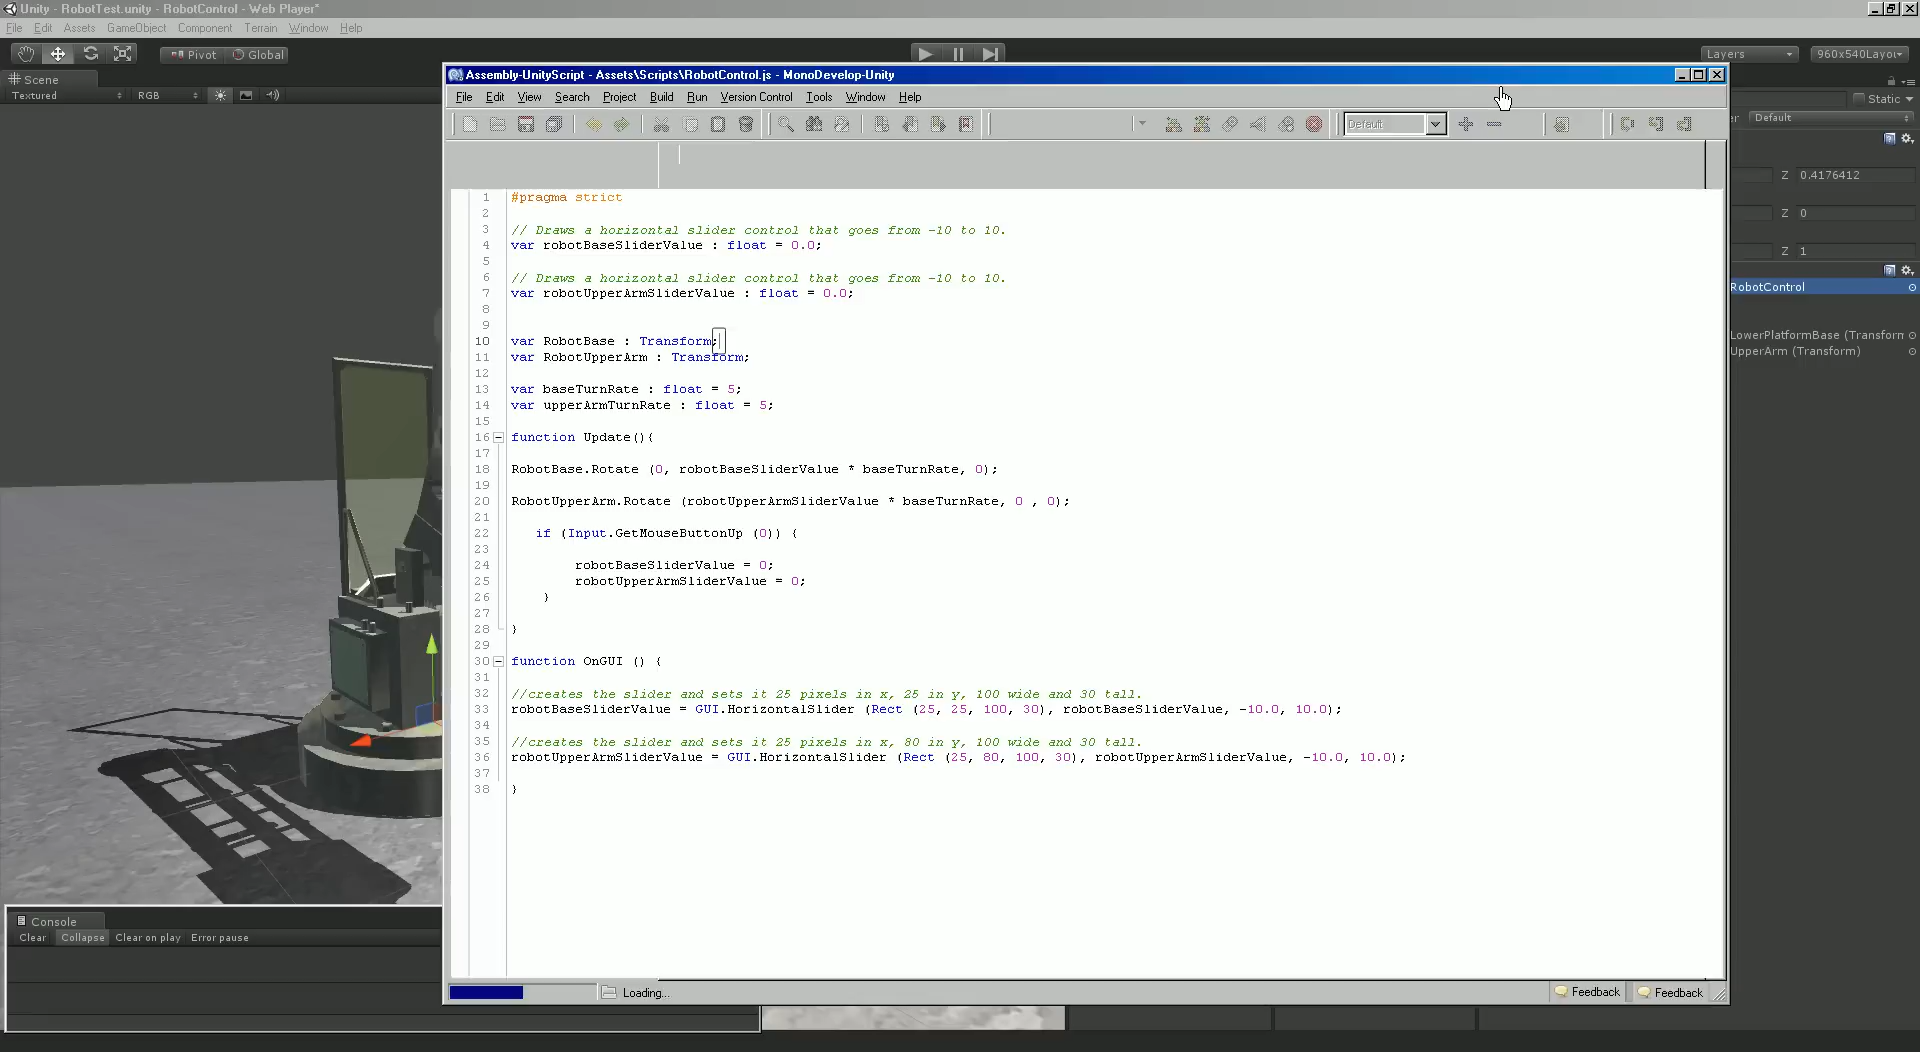 Unity - RobotTest.unity - RobotControl - Web Player*
File Edit Assets GameObject Component Terrain Window Help
Pivot Global
Layers 960x540Layou
Scene
Textured RGB
Static
Default
Z 0.4176412
Z 0
Z 1
RobotControl
LowerPlatformBase (Transform
UpperArm (Transform)
Assembly-UnityScript - Assets\Scripts\RobotControl.js - MonoDevelop-Unity
File Edit View Search Project Build Run Version Control Tools Window Help
Default
1 #pragma strict
2
3 // Draws a horizontal slider control that goes from -10 to 10.
4 var robotBaseSliderValue : float = 0.0;
5
6 // Draws a horizontal slider control that goes from -10 to 10.
7 var robotUpperArmSliderValue : float = 0.0;
8
9
10 var RobotBase : Transform;
11 var RobotUpperArm : Transform;
12
13 var baseTurnRate : float = 5;
14 var upperArmTurnRate : float = 5;
15
16 function Update(){
17
18 RobotBase.Rotate (0, robotBaseSliderValue * baseTurnRate, 0);
19
20 RobotUpperArm.Rotate (robotUpperArmSliderValue * baseTurnRate, 0 , 0);
21
22 if (Input.GetMouseButtonUp (0)) {
23
24 robotBaseSliderValue = 0;
25 robotUpperArmSliderValue = 0;
26 }
27
28 }
29
30 function OnGUI () {
31
32 //creates the slider and sets it 25 pixels in x, 25 in y, 100 wide and 30 tall.
33 robotBaseSliderValue = GUI.HorizontalSlider (Rect (25, 25, 100, 30), robotBaseSliderValue, -10.0, 10.0);
34
35 //creates the slider and sets it 25 pixels in x, 80 in y, 100 wide and 30 tall.
36 robotUpperArmSliderValue = GUI.HorizontalSlider (Rect (25, 80, 100, 30), robotUpperArmSliderValue, -10.0, 10.0);
37
38 }
Loading...
Feedback Feedback
Console
Clear Collapse Clear on play Error pause